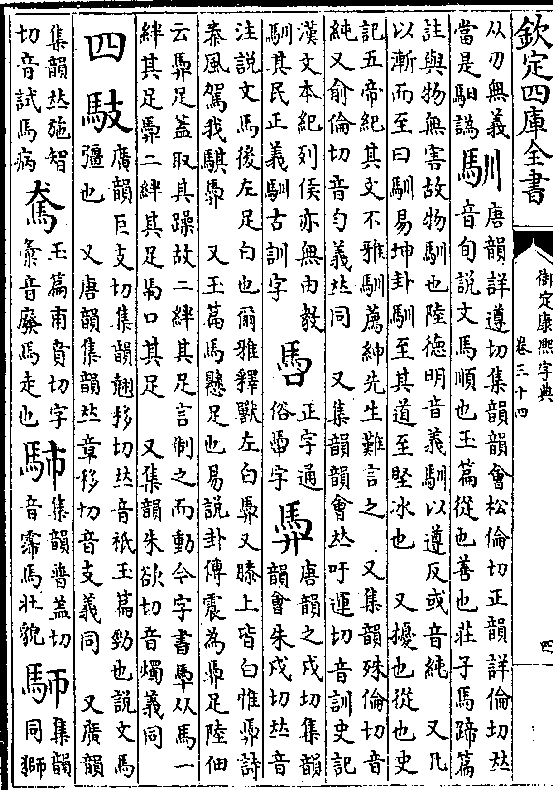 欽定四庫全書
御定康熙字典
卷三十四
四
从刀無義
當是馹譌
馴
唐韻詳遵切集韻韻會松倫切正韻詳倫切𠀤
音旬說文馬順也玉篇從也善也莊子馬蹄篇
註與物無害故物馴也陸德明音義馴以遵反或音純　又凡
以漸而至曰馴易坤卦馴至其道至堅冰也　又擾也從也史
記五帝紀其文不雅馴薦紳先生難言之　又集韻殊倫切音
純又俞倫切音匀義𠀤同　又集韻韻會𠀤吁運切音訓史記
漢文本紀列侯亦無由教
馴其民正義馴古訓字
正字通
俗馽字
馵
唐韻之戍切集韻
韻會朱戍切𠀤音
注說文馬後左足白也爾雅釋獸左白馵又膝上皆白惟馵詩
秦風駕我騏馵　又玉篇馬懸足也易說卦傳震為馵足陸佃
云馵足蓋取其躁故二絆其足言制之而動今字書从馬一
絆其足馵二絆其足馽口其足　又集韻朱欲切音燭義同
四
馶
廣韻巨支切集韻翹移切𠀤音祇玉篇勁也說文馬
彊也　又唐韻集韻𠀤章移切音支義同　又廣韻
集韻𠀤施智
切音試馬病
玉篇甫賁切字
彙音廢馬走也
集韻普蓋切
音霈馬壯貌
集韻
同獅